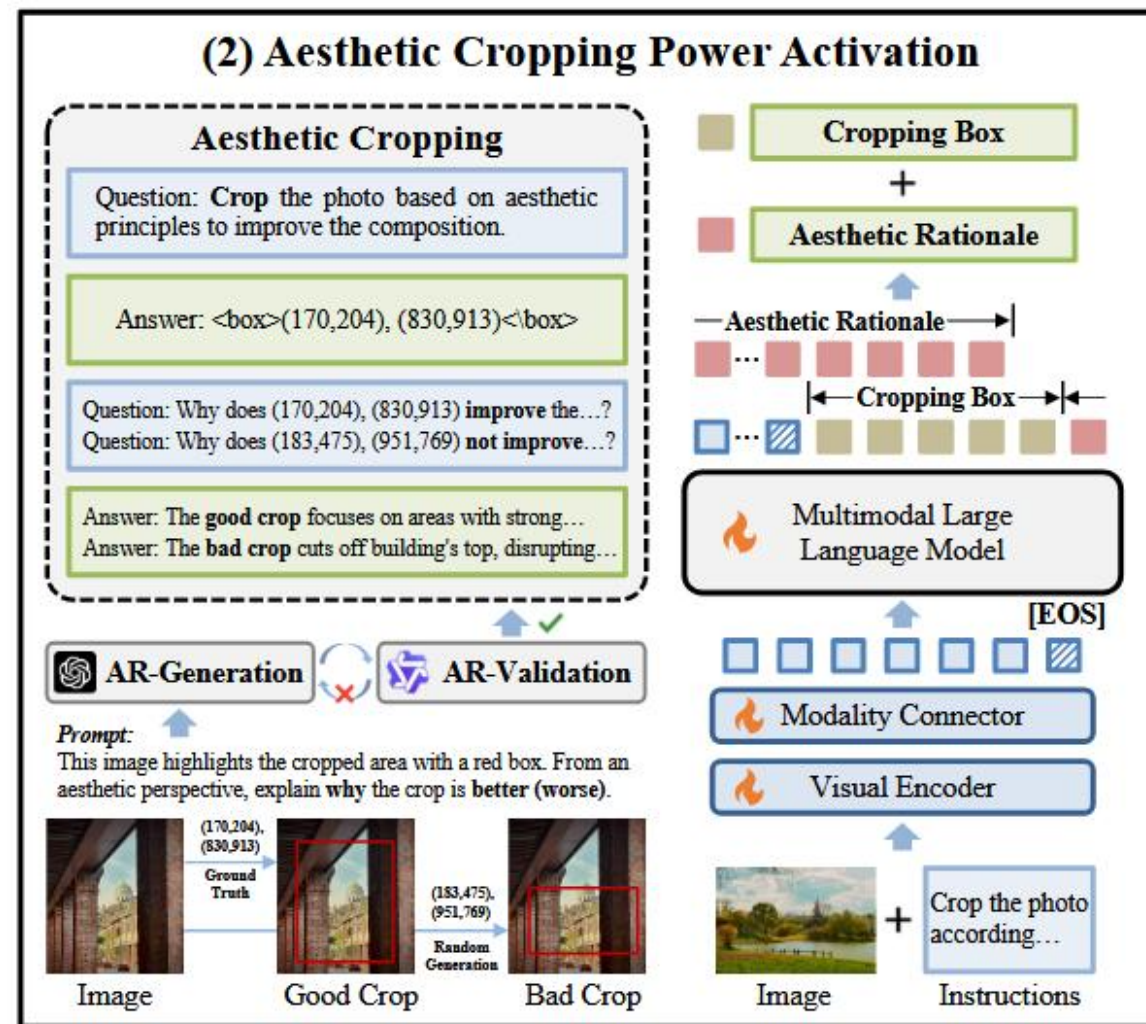 (2) Aesthetic Cropping Power Activation
Aesthetic Cropping
Question: Crop the photo based on aesthetic
principles to improve the composition.
Answer: <box>(170,204), (830,913)<\box>
Question: Why does (170,204), (830,913) improve the…?
Question: Why does (183,475), (951,769) not improve…?
Answer: The good crop focuses on areas with strong…
Answer: The bad crop cuts off building's top, disrupting…
AR-Generation
AR-Validation
Prompt:
This image highlights the cropped area with a red box. From an
aesthetic perspective, explain why the crop is better (worse).
(170,204),
(830,913)
Ground
Truth
(183,475),
(951,769)
Random
Generation
Image
Good Crop
Bad Crop
Cropping Box
+
Aesthetic Rationale
Aesthetic Rationale
...
Cropping Box
...
Multimodal Large
Language Model
[EOS]
Modality Connector
Visual Encoder
+
Crop the photo
according…
Image
Instructions